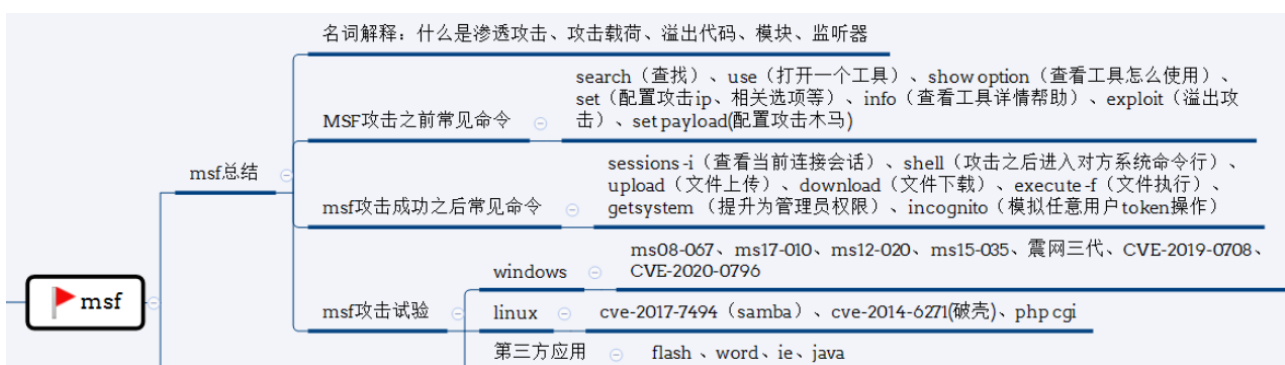 名词解释：什么是渗透攻击、攻击载荷、溢出代码、模块、监听器
search（查找）、use（打开一个工具）、show option（查看工具怎么使用）、
set（配置攻击ip、相关选项等）、info（查看工具详情帮助）、exploit（溢出攻
击）、set payload(配置攻击木马)
MSF攻击之前常见命令
msf总结
sessions -i（查看当前连接会话）、shell（攻击之后进入对方系统命令行）、
upload（文件上传）、download（文件下载）、execute -f（文件执行）、
getsystem （提升为管理员权限）、incognito（模拟任意用户token操作）
msf攻击成功之后常见命令
ms08-067、ms17-010、ms12-020、ms15-035、震网三代、CVE-2019-0708、
CVE-2020-0796
windows
msf
msf攻击试验
linux
cve-2017-7494（samba）、cve-2014-6271(破壳)、php cgi
第三方应用
flash 、word、ie、java